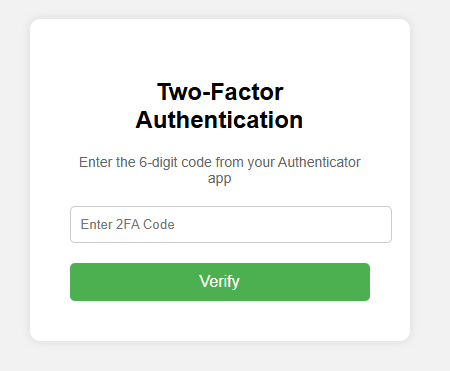 Two-Factor
Authentication
Enter the 6-digit code from your Authenticator
app
Enter 2FA Code
Verify